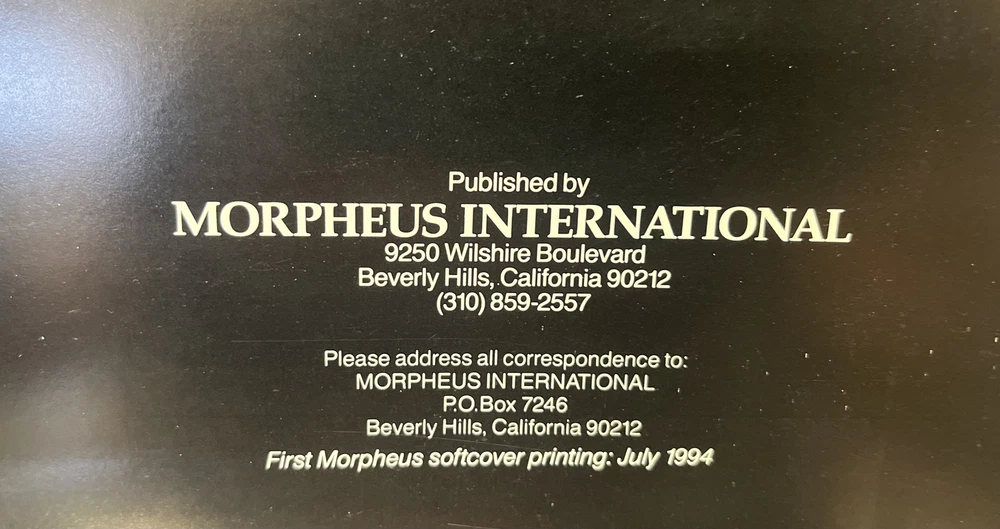 Published by
MORPHEUS INTERNATIONAL
9250 Wilshire Boulevard
Beverly Hills, California 90212
(310) 859-2557
Please address all correspondence to:
MORPHEUS INTERNATIONAL
P.O.Box 7246
Beverly Hills, California 90212
First Morpheus softcover printing: July 1994